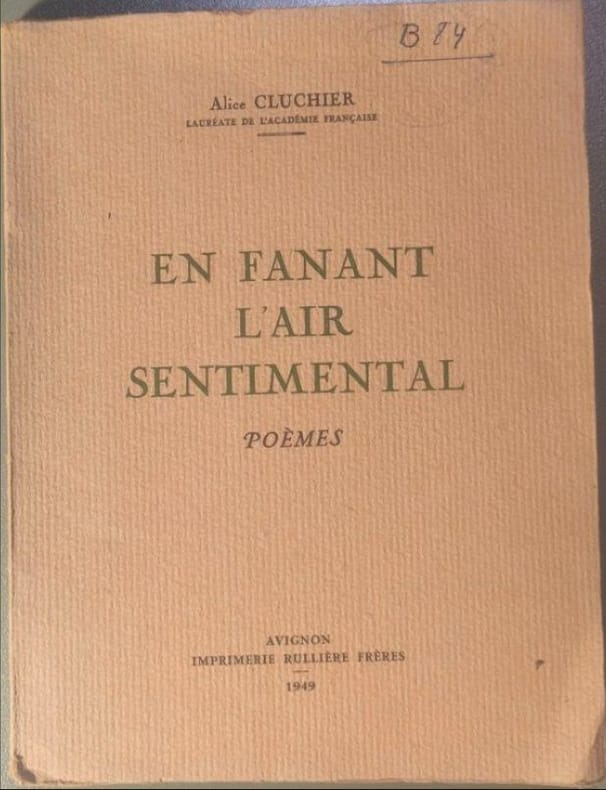 B 84
Alice CLUCHIER
LAURÉATE DE L'ACADÉMIE FRANÇAISE
EN FANANT
L'AIR
SENTIMENTAL
POÈMES
AVIGNON
IMPRIMERIE RULLIÈRE FRÈRES
1949